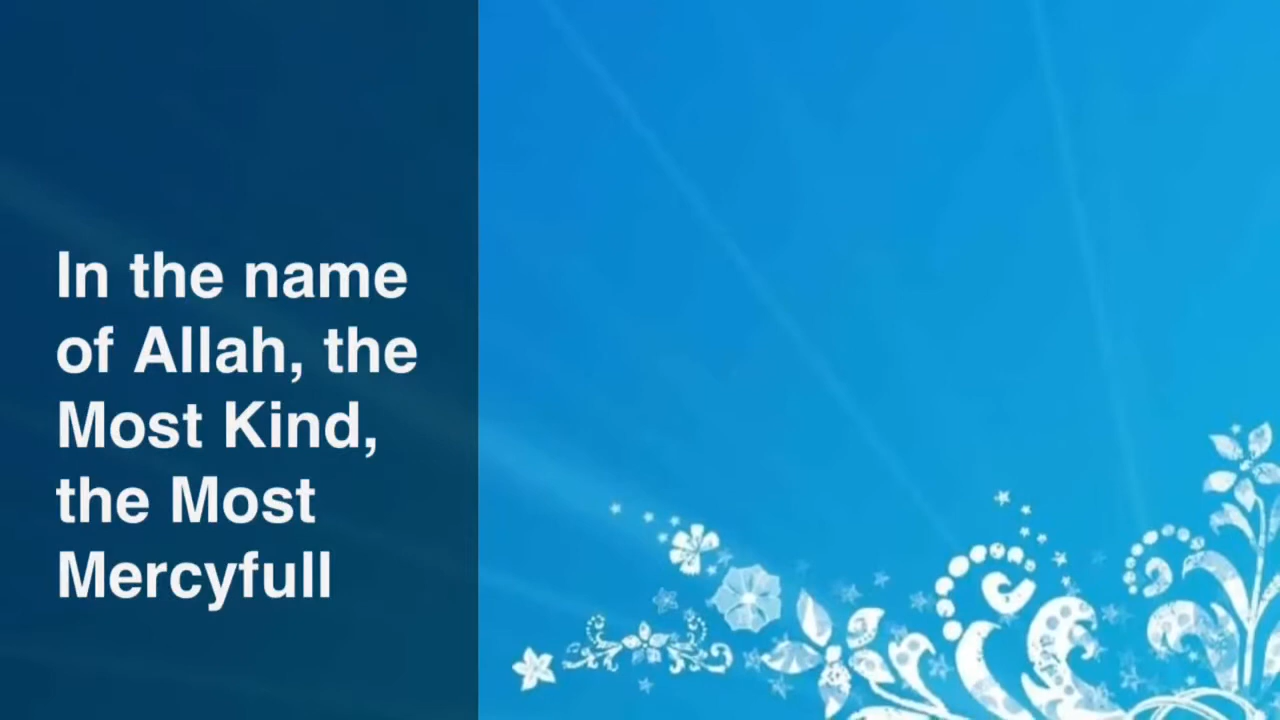 In the name
of Allah, the
Most Kind,
the Most
Mercyfull